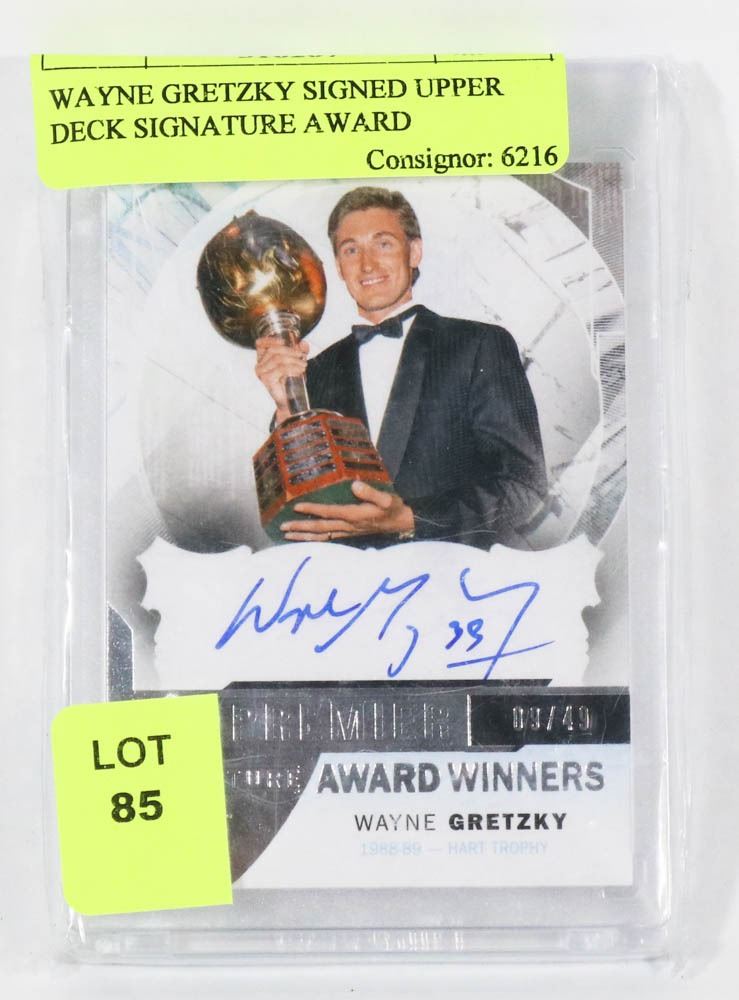 WAYNE GRETZKY SIGNED UPPER
DECK SIGNATURE AWARD
Consignor: 6216
PREMIER
09/49
TURE AWARD WINNERS
WAYNE GRETZKY
1988-89 — HART TROPHY
LOT
85